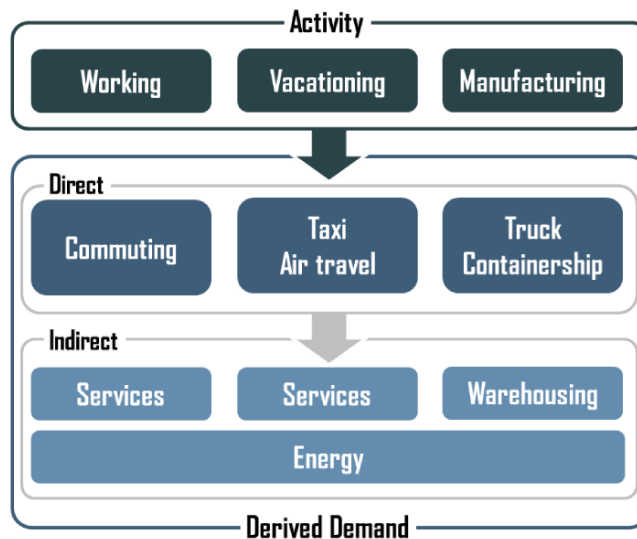 Activity
Working
Vacationing
Manufacturing
Direct
Commuting
Taxi
Air travel
Truck
Containership
Indirect
Services
Services
Warehousing
Energy
Derived Demand